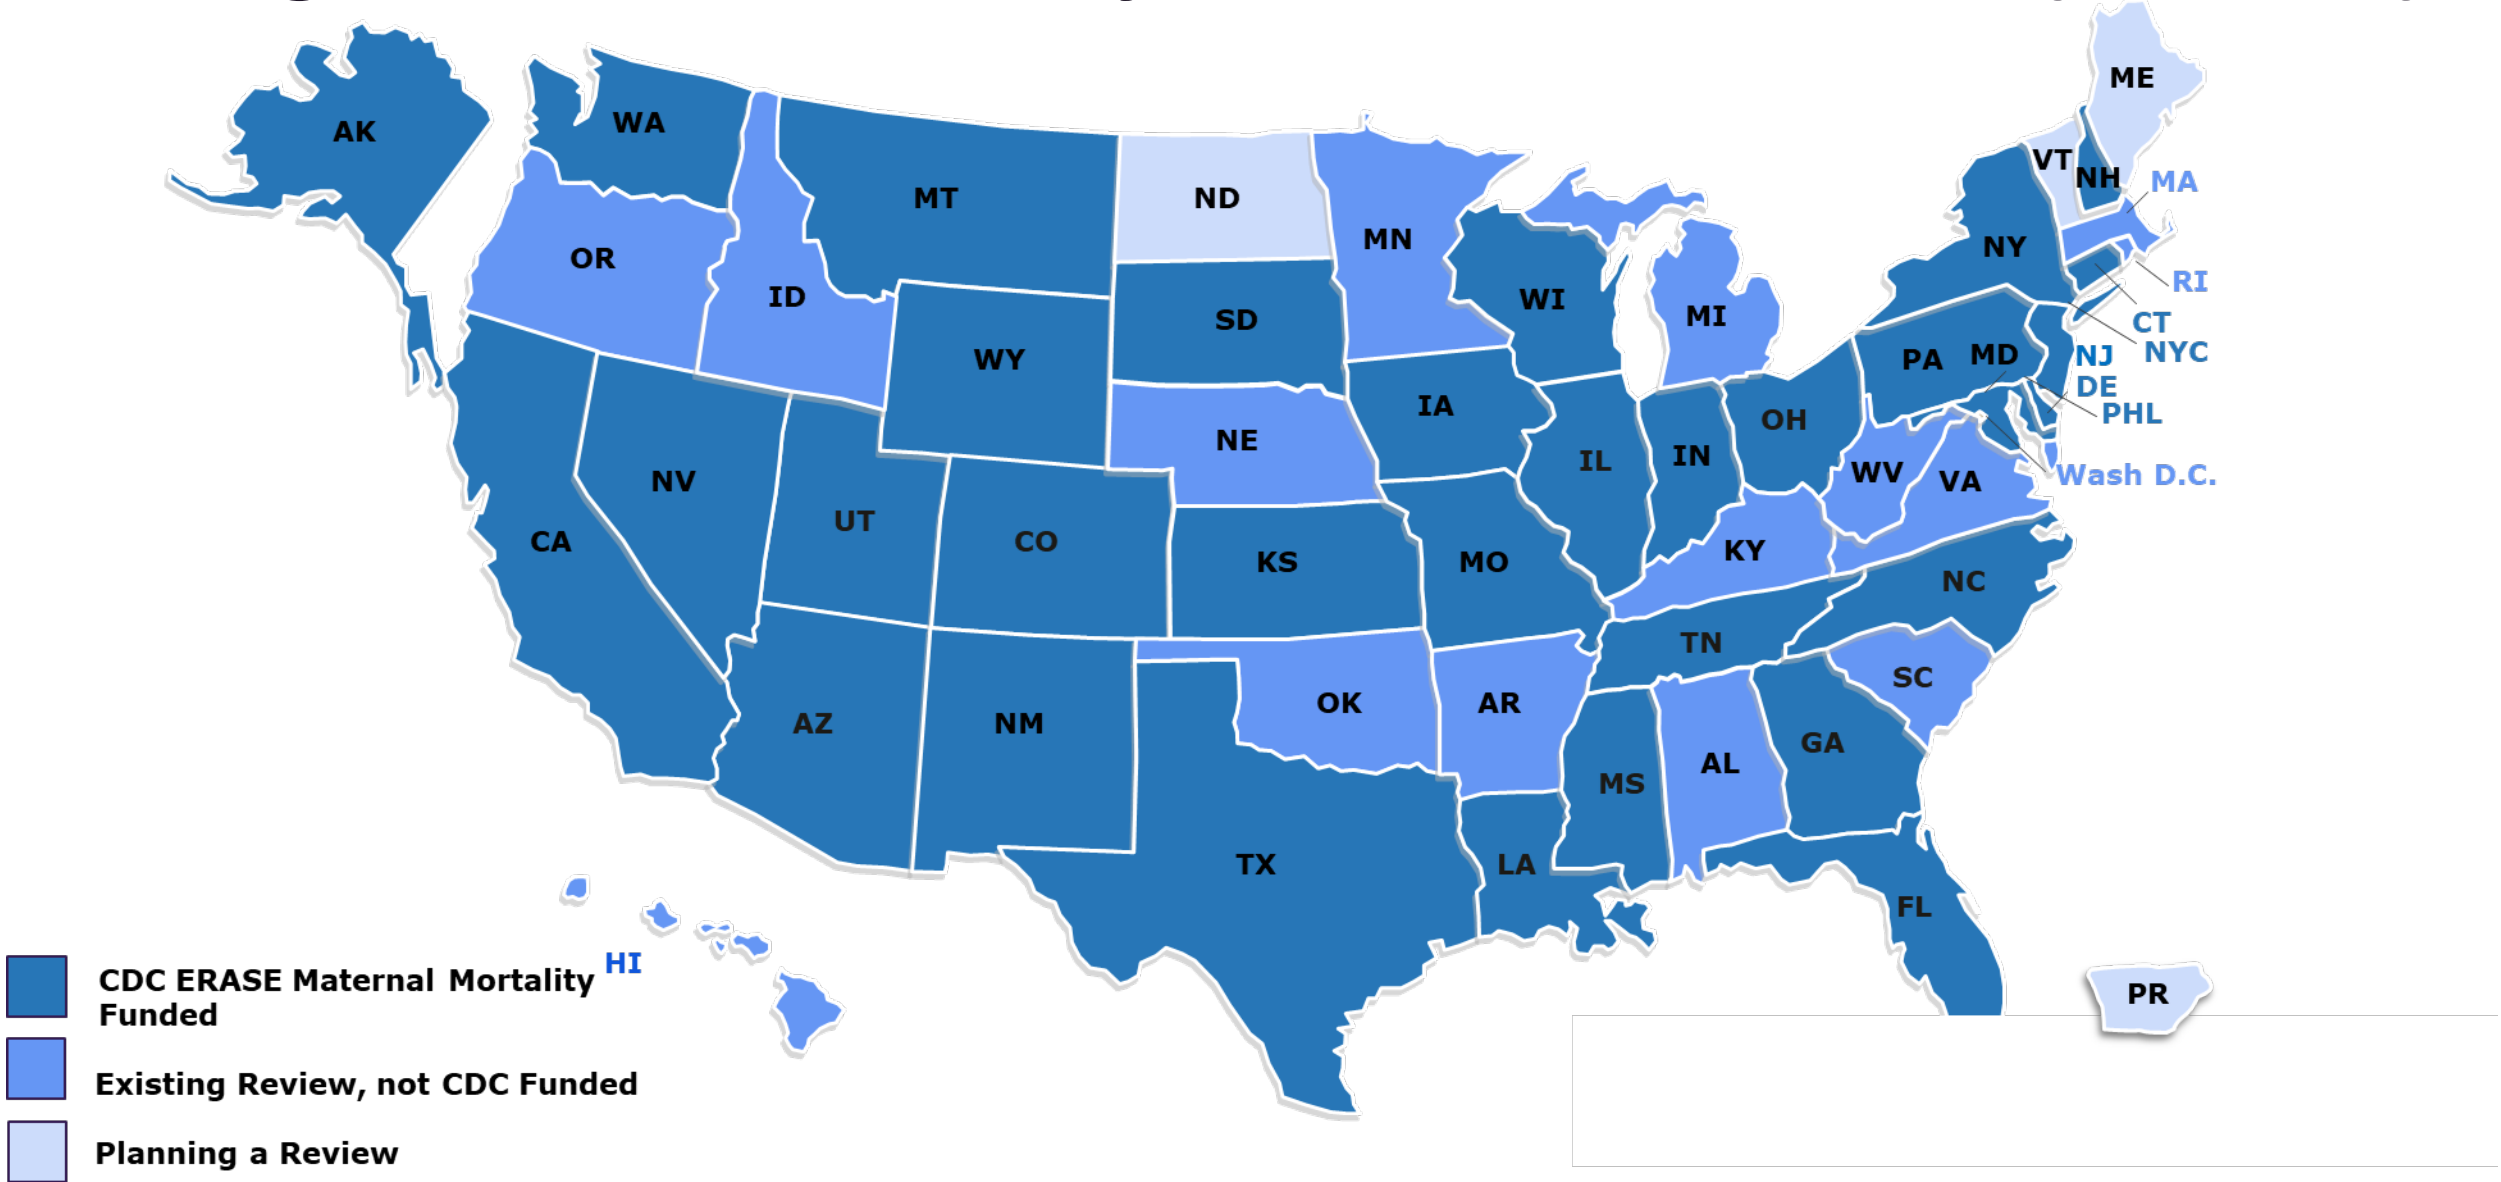 ME
AK
WA
VT
NH
MA
MT
ND
MN
NY
OR
RI
ID
WI
MI
SD
CT
NYC
WY
PA
MD
NJ
DE
IA
PHL
OH
NE
IN
IL
WV
VA
Wash D.C.
NV
UT
CO
CA
KY
KS
MO
NC
TN
SC
OK
AR
AZ
NM
GA
AL
MS
TX
LA
FL
HI
PR
CDC ERASE Maternal Mortality
Funded
Existing Review, not CDC Funded
Planning a Review